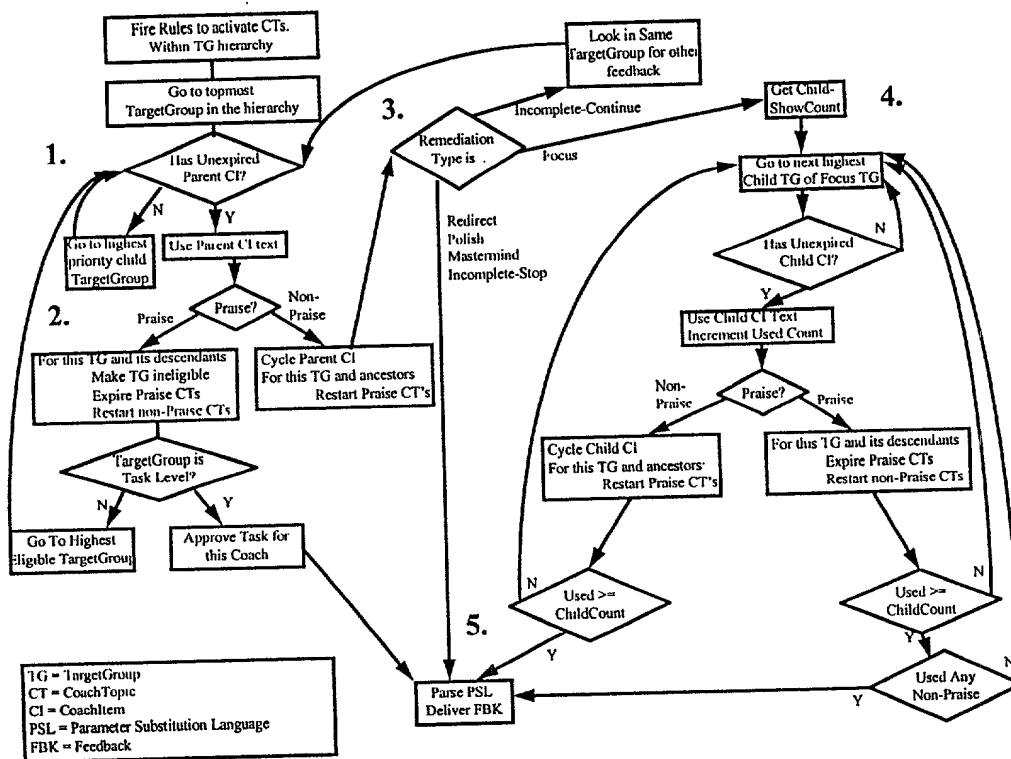 Fire Rules to activate CTs.
Within TG hierarchy
Go to topmost
TargetGroup in the hierarchy
1.
Has Unexpired
Parent CI?
N
Y
Go to highest
priority child
TargetGroup
Use Parent CI text
2.
Praise?
Praise
Non-
Praise
For this TG and its descendants
Make TG ineligible
Expire Praise CTs
Restart non-Praise CTs
Cycle Parent CI
For this TG and ancestors
Restart Praise CT's
TargetGroup is
Task Level?
N
Y
Go To Highest
Eligible TargetGroup
Approve Task for
this Coach
Look in Same
TargetGroup for other
feedback
3.
Remediation
Type is .
Incomplete-Continue
Focus
Redirect
Polish
Mastermind
Incomplete-Stop
Get Child-
ShowCount
4.
Go to next highest
Child TG of Focus TG
Has Unexpired
Child CI?
N
Y
Use Child CI Text
Increment Used Count
Praise?
Non-
Praise
Praise
Cycle Child CI
For this TG and ancestors
Restart Praise CT's
For this TG and its descendants
Expire Praise CTs
Restart non-Praise CTs
Used >=
ChildCount
N
Y
Used >=
ChildCount
N
Y
Used Any
Non-Praise
N
Y
5.
Parse PSL
Deliver FBK
TG = TargetGroup
CT = CoachTopic
CI = CoachItem
PSL = Parameter Substitution Language
FBK = Feedback